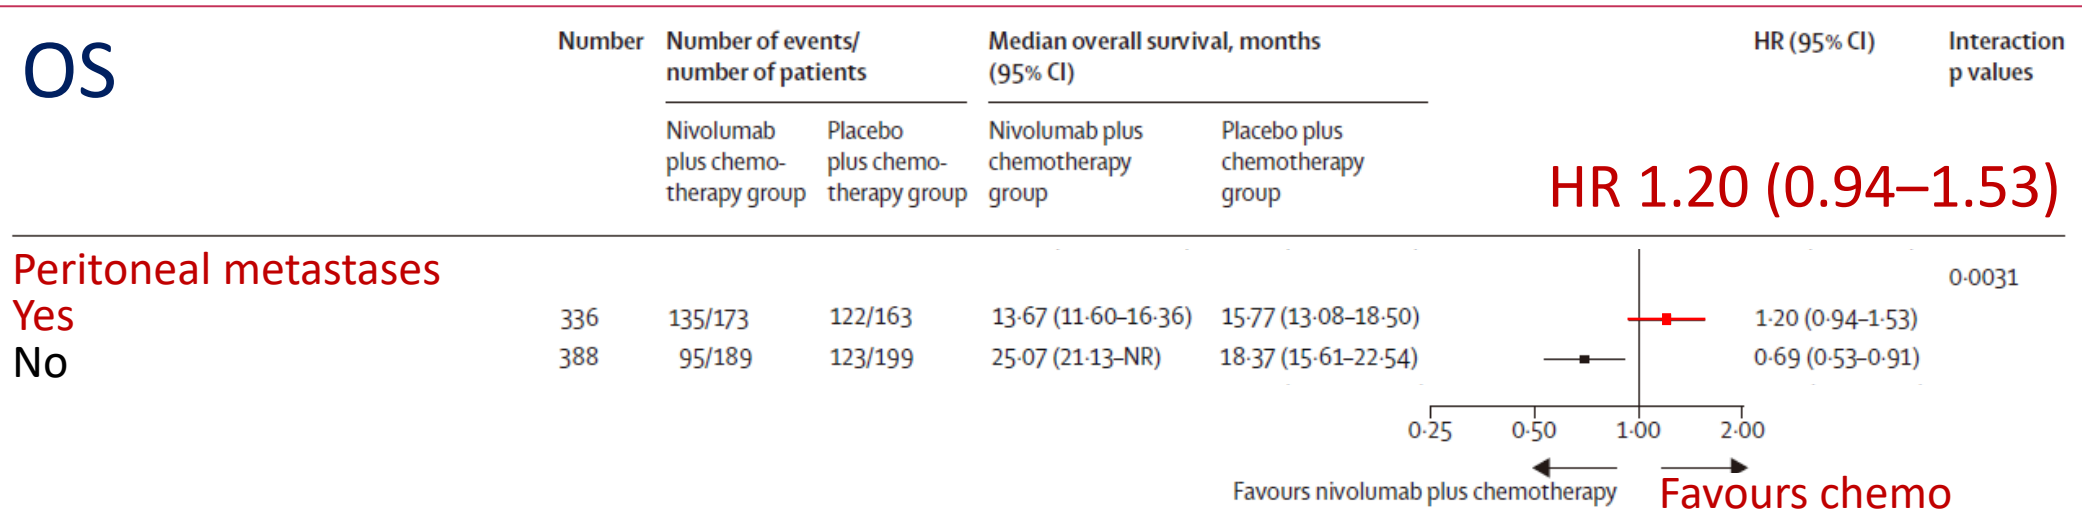 OS
Number Number of events/ number of patients Median overall survival, months (95% CI) HR (95% CI) Interaction p values
Nivolumab plus chemo-therapy group Placebo plus chemo-therapy group Nivolumab plus chemotherapy group Placebo plus chemotherapy group
HR 1.20 (0.94–1.53)
Peritoneal metastases 0·0031
Yes 336 135/173 122/163 13·67 (11·60–16·36) 15·77 (13·08–18·50) 1·20 (0·94–1·53)
No 388 95/189 123/199 25·07 (21·13–NR) 18·37 (15·61–22·54) 0·69 (0·53–0·91)
0·25 0·50 1·00 2·00
Favours nivolumab plus chemotherapy Favours chemo